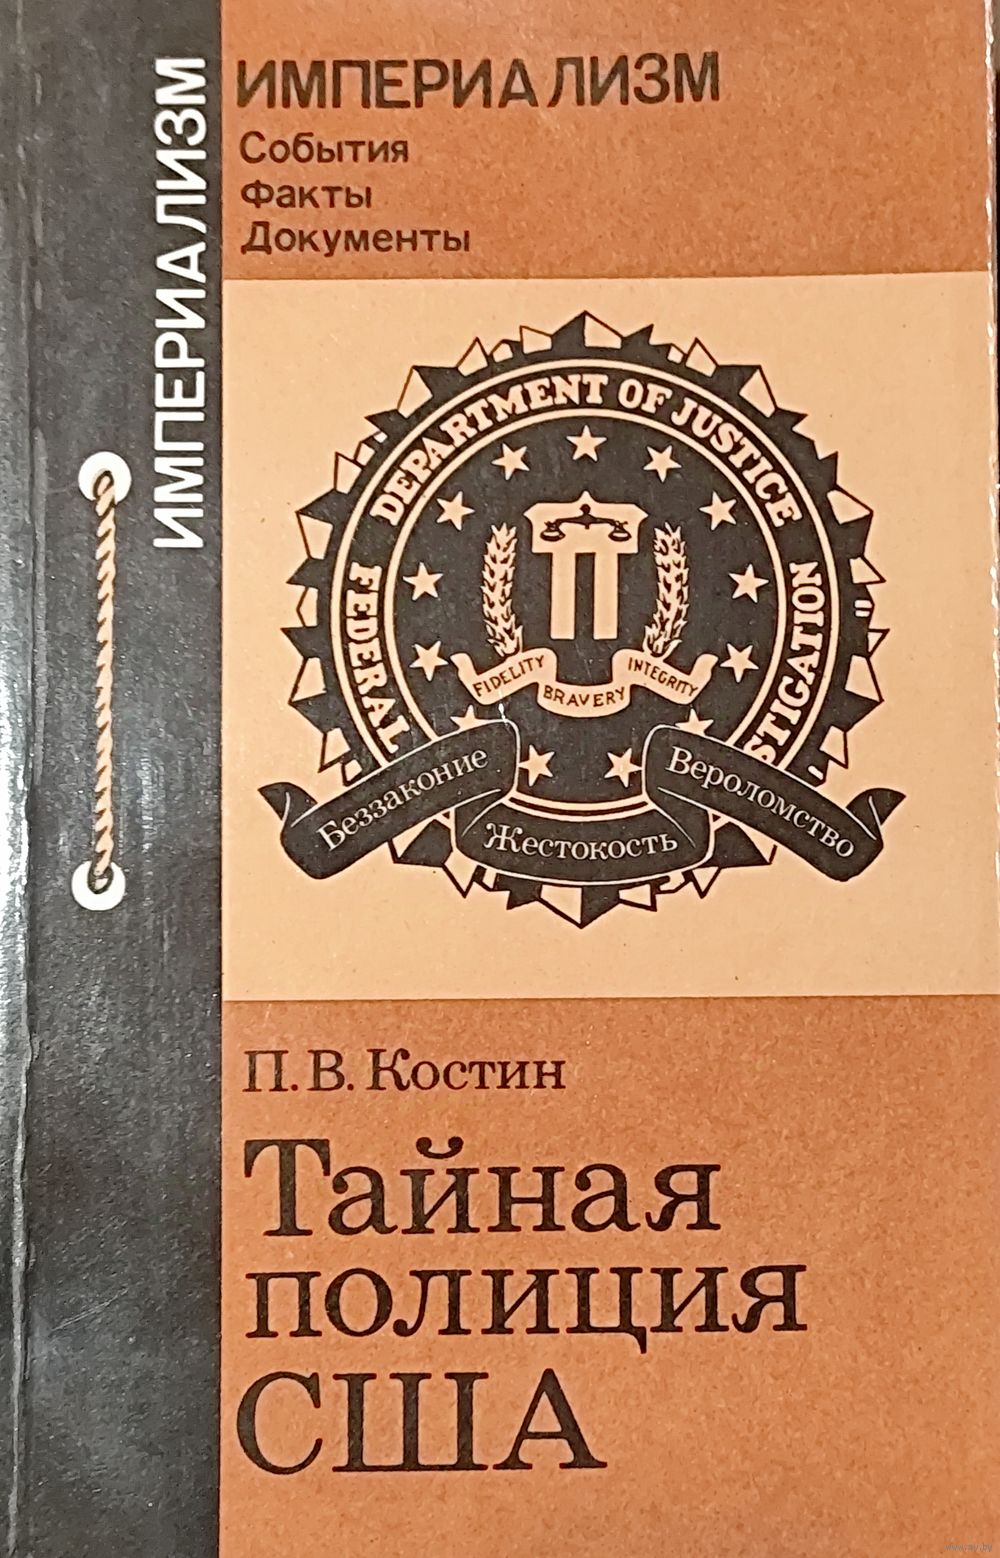 ИМПЕРИАЛИЗМ
ИМПЕРИАЛИЗМ
События
Факты
Документы
DEPARTMENT OF JUSTICE
FEDERAL
STIGATION
FIDELITY
BRAVERY
INTEGRITY
Беззаконие
Жестокость
Вероломство
П. В. Костин
Тайная
полиция
США